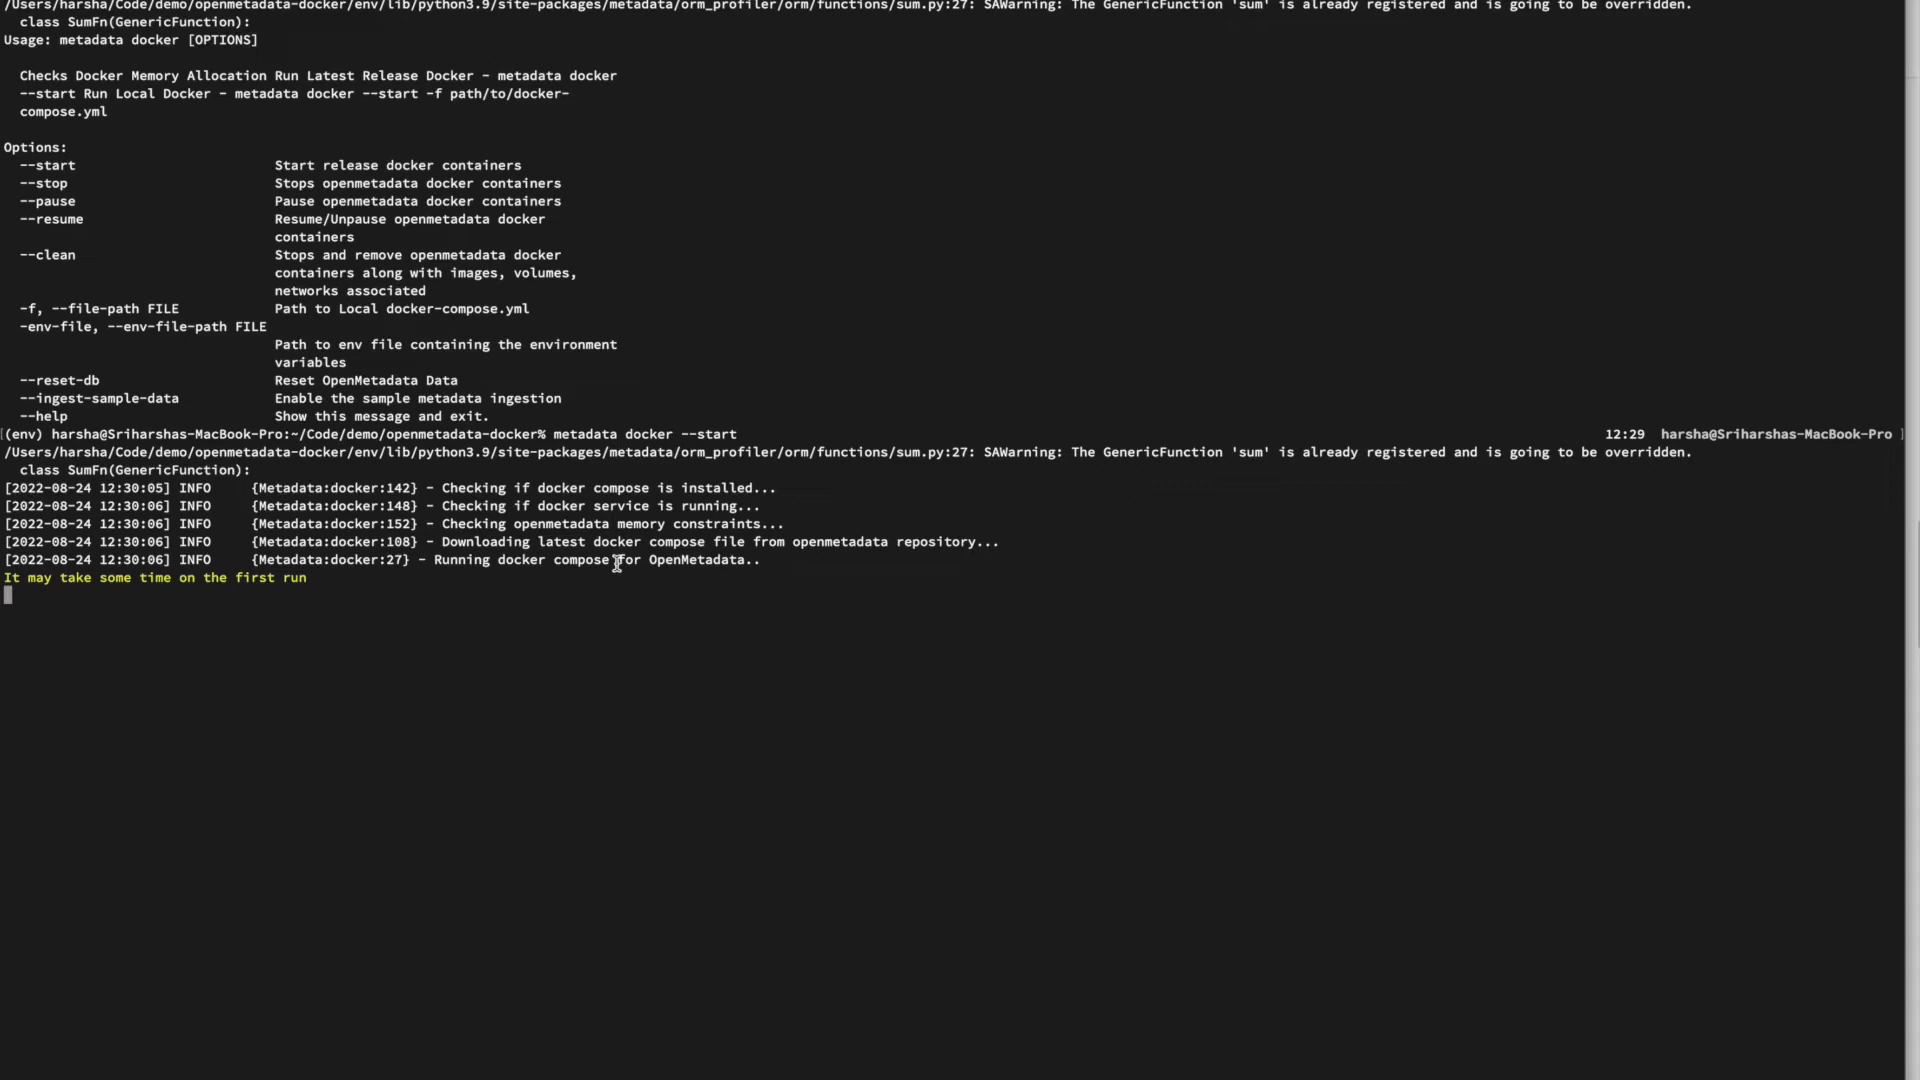 /Users/harsha/Code/demo/openmetadata-docker/env/lib/python3.9/site-packages/metadata/orm_profiler/orm/functions/sum.py:27: SAWarning: The GenericFunction 'sum' is already registered and is going to be overridden.
  class SumFn(GenericFunction):
Usage: metadata docker [OPTIONS]

  Checks Docker Memory Allocation Run Latest Release Docker - metadata docker
  --start Run Local Docker - metadata docker --start -f path/to/docker-
  compose.yml

Options:
  --start                         Start release docker containers
  --stop                          Stops openmetadata docker containers
  --pause                         Pause openmetadata docker containers
  --resume                        Resume/Unpause openmetadata docker
                                  containers
  --clean                         Stops and remove openmetadata docker
                                  containers along with images, volumes,
                                  networks associated
  -f, --file-path FILE            Path to Local docker-compose.yml
  -env-file, --env-file-path FILE
                                  Path to env file containing the environment
                                  variables
  --reset-db                      Reset OpenMetadata Data
  --ingest-sample-data            Enable the sample metadata ingestion
  --help                          Show this message and exit.
[(env) harsha@Sriharshas-MacBook-Pro:~/Code/demo/openmetadata-docker% metadata docker --start 12:29 harsha@Sriharshas-MacBook-Pro ]
/Users/harsha/Code/demo/openmetadata-docker/env/lib/python3.9/site-packages/metadata/orm_profiler/orm/functions/sum.py:27: SAWarning: The GenericFunction 'sum' is already registered and is going to be overridden.
  class SumFn(GenericFunction):
[2022-08-24 12:30:05] INFO     {Metadata:docker:142} - Checking if docker compose is installed...
[2022-08-24 12:30:06] INFO     {Metadata:docker:148} - Checking if docker service is running...
[2022-08-24 12:30:06] INFO     {Metadata:docker:152} - Checking openmetadata memory constraints...
[2022-08-24 12:30:06] INFO     {Metadata:docker:108} - Downloading latest docker compose file from openmetadata repository...
[2022-08-24 12:30:06] INFO     {Metadata:docker:27} - Running docker compose for OpenMetadata..
It may take some time on the first run